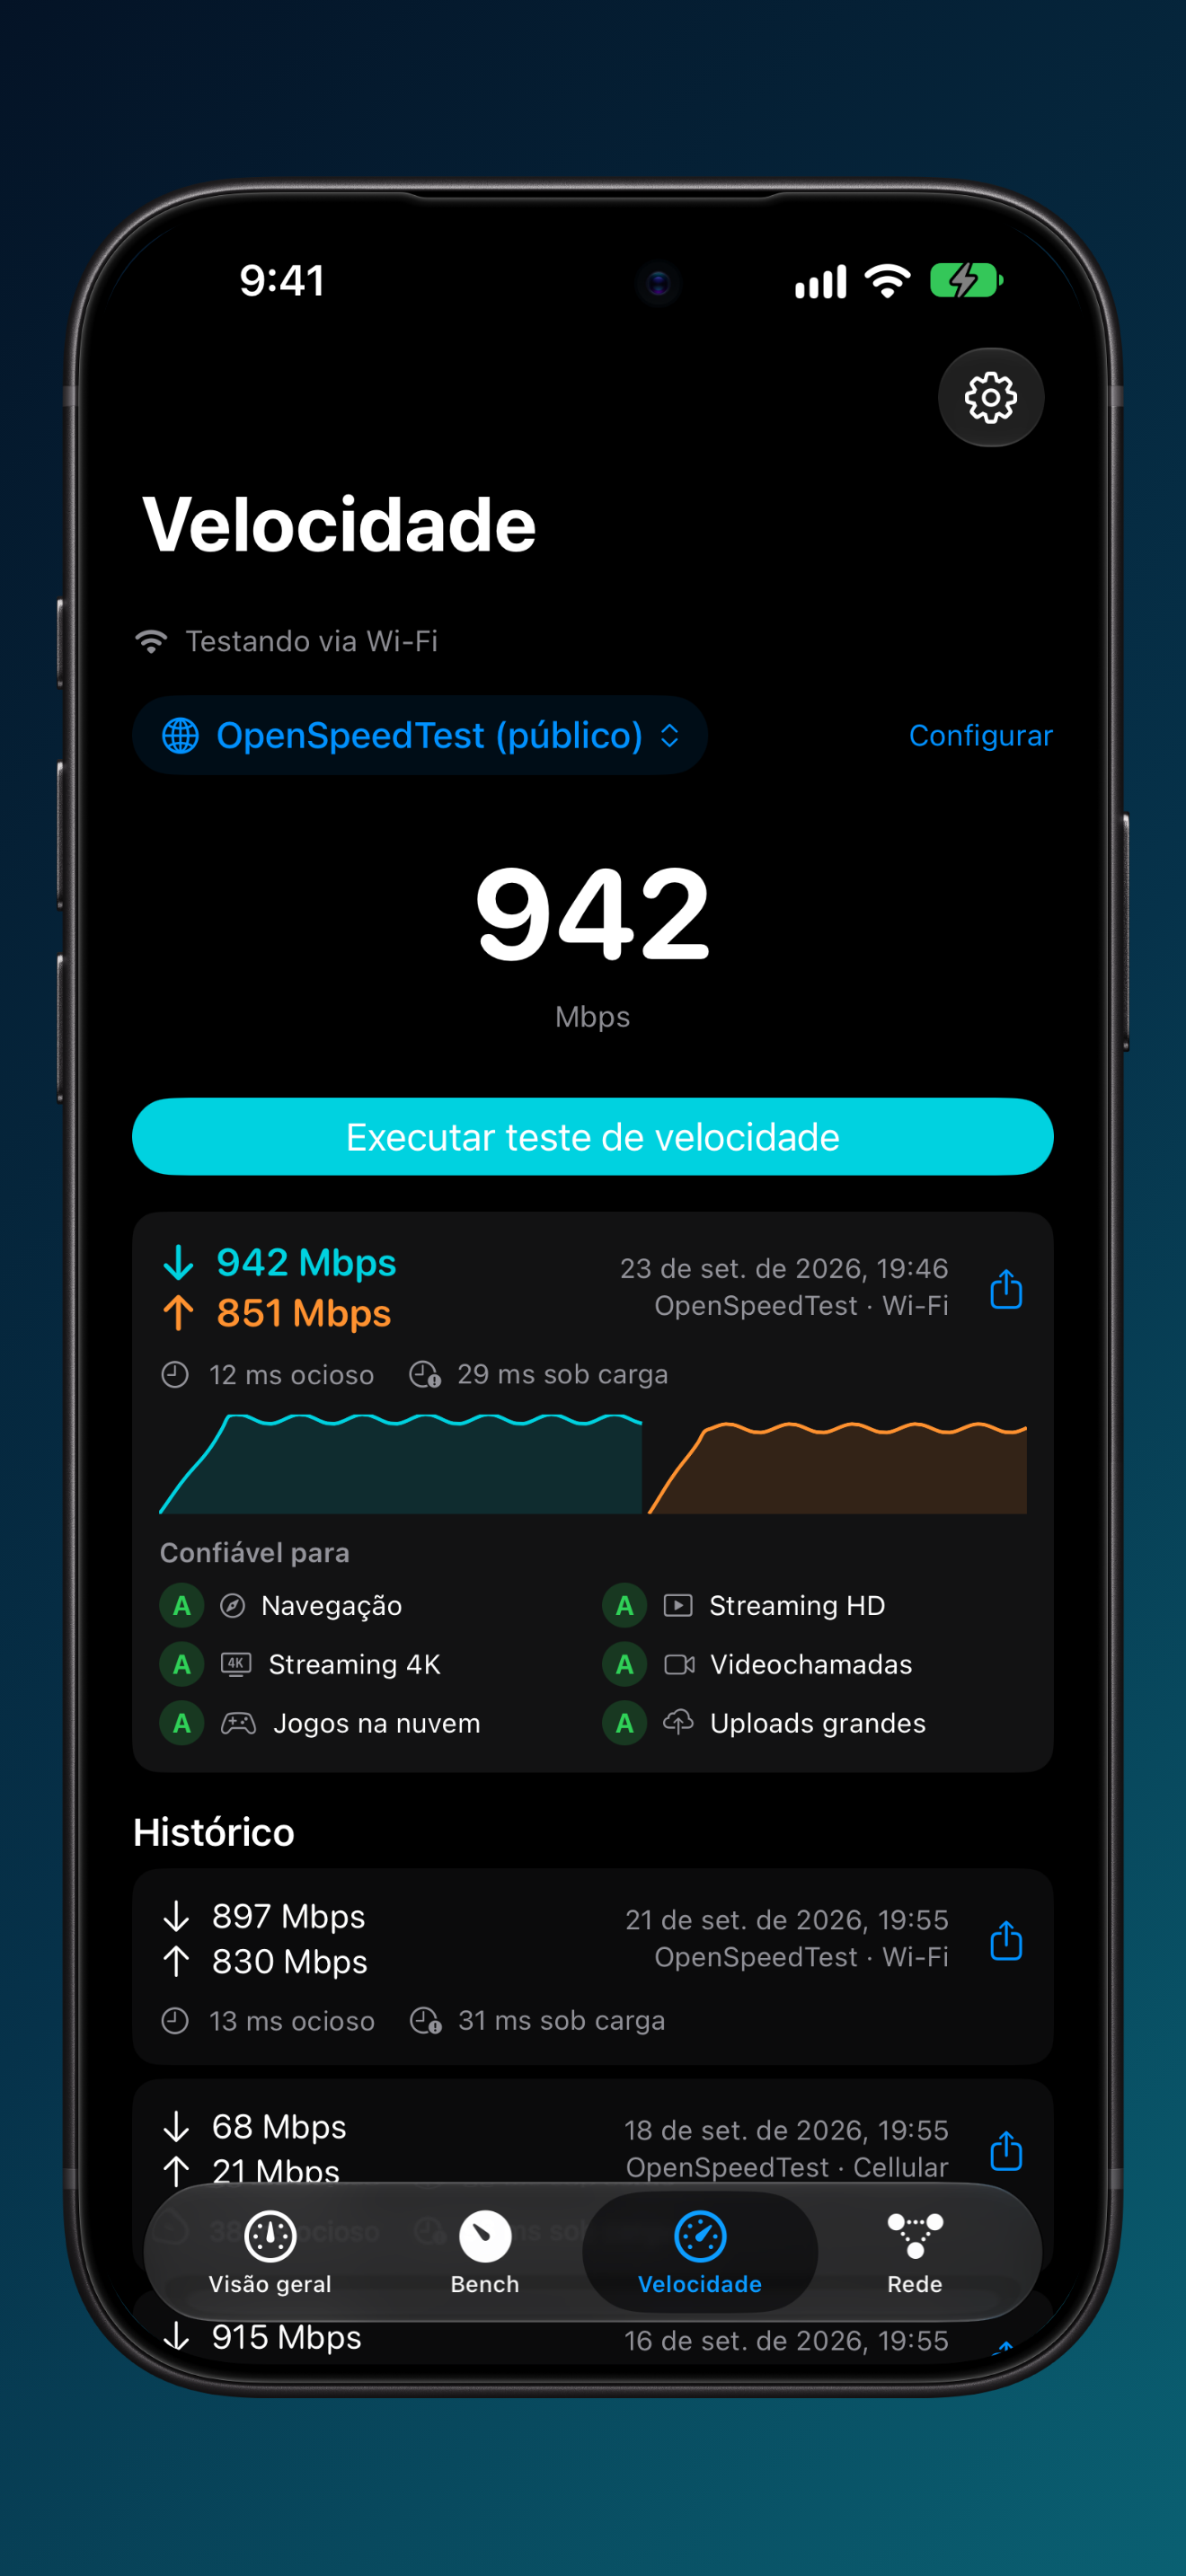 9:41
Velocidade
Testando via Wi-Fi
OpenSpeedTest (público)
Configurar
942
Mbps
Executar teste de velocidade
942 Mbps
23 de set. de 2026, 19:46
851 Mbps
OpenSpeedTest · Wi-Fi
12 ms ocioso
29 ms sob carga
Confiável para
A Navegação
A Streaming HD
A 4K Streaming 4K
A Videochamadas
A Jogos na nuvem
A Uploads grandes
Histórico
897 Mbps
21 de set. de 2026, 19:55
830 Mbps
OpenSpeedTest · Wi-Fi
13 ms ocioso
31 ms sob carga
68 Mbps
18 de set. de 2026, 19:55
21 Mbps
OpenSpeedTest · Cellular
ocioso
Visão geral
Bench
Velocidade
Rede
915 Mbps
16 de set. de 2026, 19:55